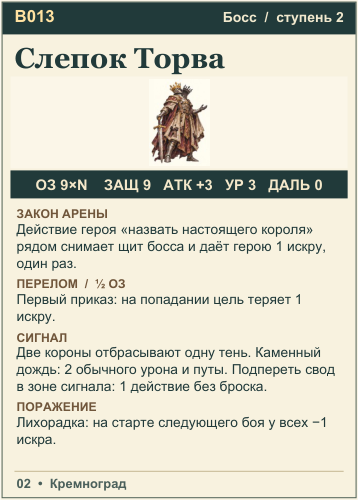 B013
Босс / ступень 2
Слепок Торва
ОЗ 9×N ЗАЩ 9 АТК +3 УР 3 ДАЛЬ 0
ЗАКОН АРЕНЫ
Действие героя «назвать настоящего короля»
рядом снимает щит босса и даёт герою 1 искру,
один раз.
ПЕРЕЛОМ / ½ ОЗ
Первый приказ: на попадании цель теряет 1
искру.
СИГНАЛ
Две короны отбрасывают одну тень. Каменный
дождь: 2 обычного урона и путы. Подпереть свод
в зоне сигнала: 1 действие без броска.
ПОРАЖЕНИЕ
Лихорадка: на старте следующего боя у всех −1
искра.
02 • Кремноград